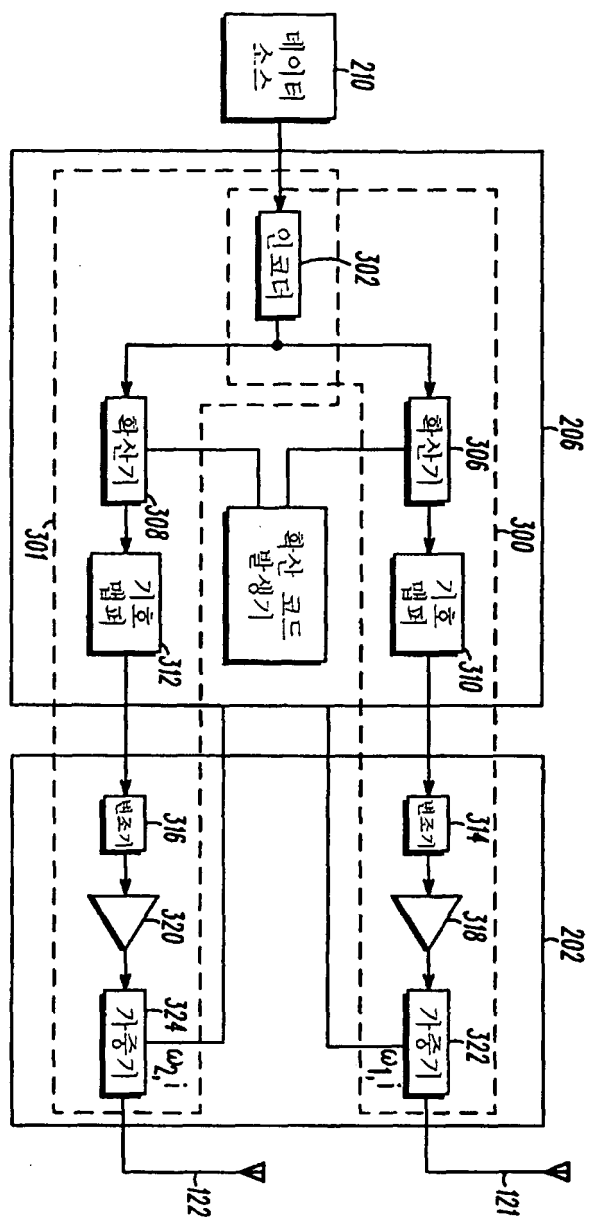 210
데이터
소스
206
300
302
인코더
306
확산기
기호
맵퍼
310
확산 코드
발생기
확산기
308
기호
맵퍼
312
301
202
314
변조기
318
322
가중기
ω1,i
121
316
변조기
320
324
가중기
ω2,i
122